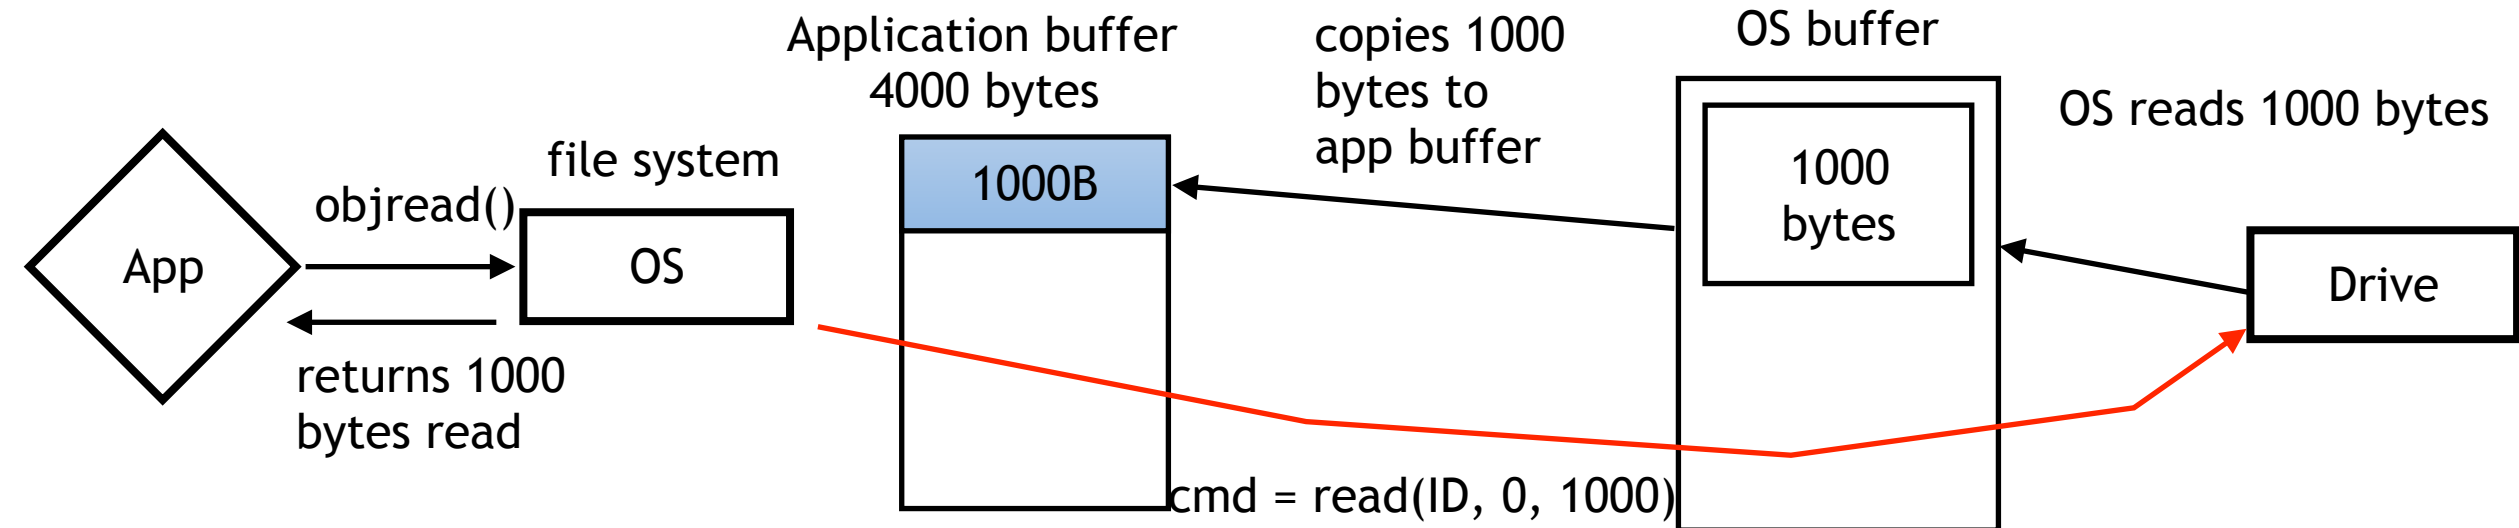 Application buffer
4000 bytes
copies 1000
bytes to
app buffer
OS buffer
OS reads 1000 bytes
file system
objread()
1000B
1000
bytes
App
OS
Drive
returns 1000
bytes read
cmd = read(ID, 0, 1000)